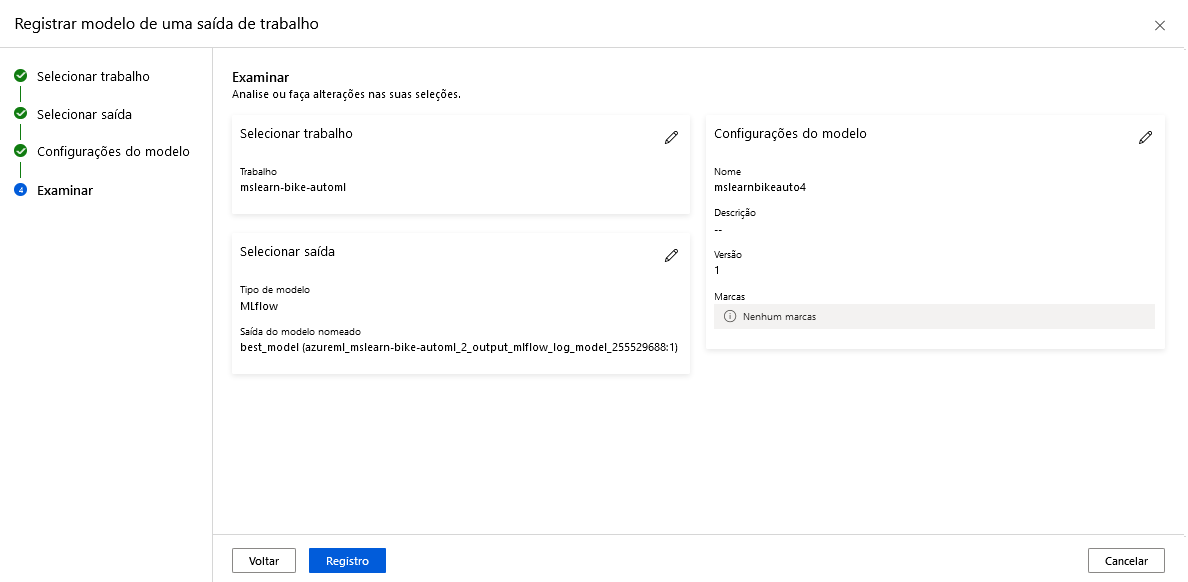 Registrar modelo de uma saída de trabalho
Selecionar trabalho
Selecionar saída
Configurações do modelo
4
Examinar
Examinar
Analise ou faça alterações nas suas seleções.
Selecionar trabalho
Trabalho
mslearn-bike-automl
Selecionar saída
Tipo de modelo
MLflow
Saída do modelo nomeado
best_model (azureml_mslearn-bike-automl_2_output_mlflow_log_model_255529688:1)
Configurações do modelo
Nome
mslearnbikeauto4
Descrição
--
Versão
1
Marcas
Nenhum marcas
Voltar
Registro
Cancelar